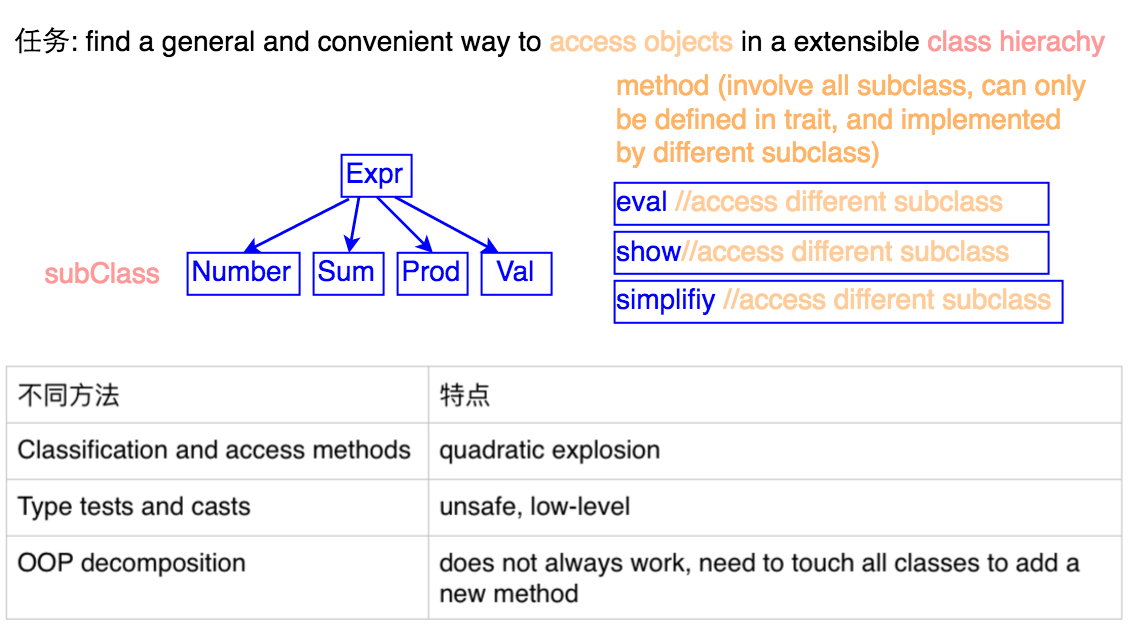 任务: find a general and convenient way to access objects in a extensible class hierachy
method (involve all subclass, can only
be defined in trait, and implemented
by different subclass)
Expr
eval //access different subclass
show//access different subclass
subClass
Number
Sum
Prod
Val
simplifiy //access different subclass
不同方法
特点
Classification and access methods
quadratic explosion
Type tests and casts
unsafe, low-level
OOP decomposition
does not always work, need to touch all classes to add a
new method